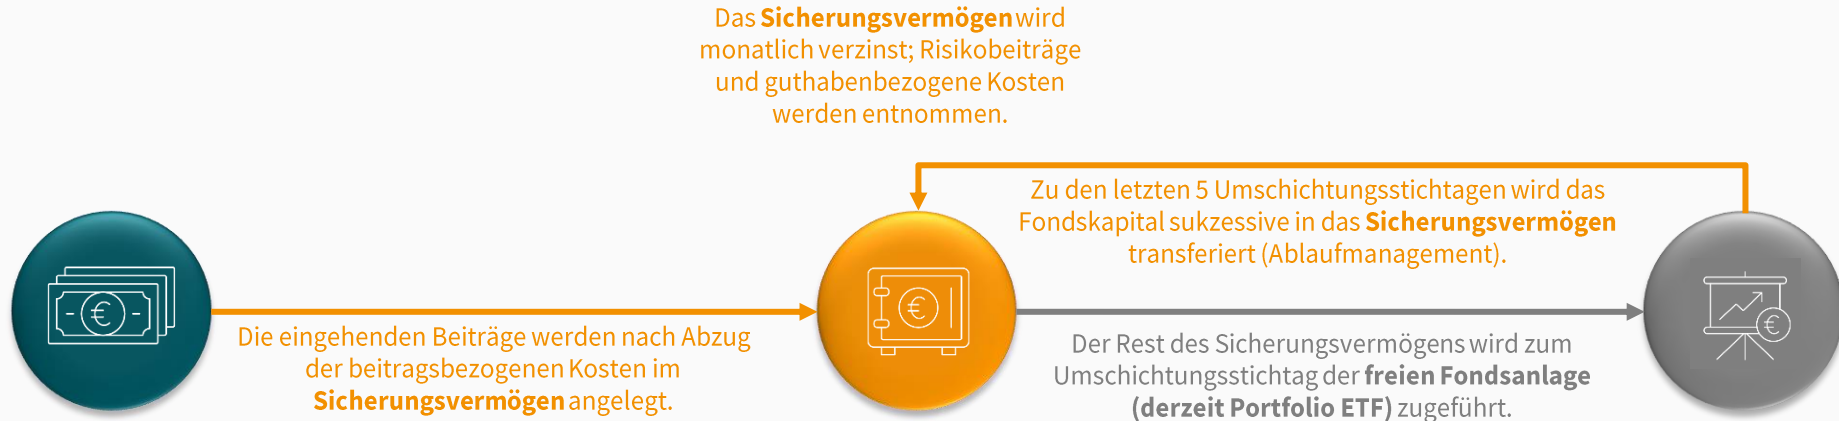 Das Sicherungsvermögen wird
monatlich verzinst; Risikobeiträge
und guthabenbezogene Kosten
werden entnommen.
Zu den letzten 5 Umschichtungsstichtagen wird das
Fondskapital sukzessive in das Sicherungsvermögen
transferiert (Ablaufmanagement).
€
€
€
Die eingehenden Beiträge werden nach Abzug
der beitragsbezogenen Kosten im
Sicherungsvermögen angelegt.
Der Rest des Sicherungsvermögens wird zum
Umschichtungsstichtag der freien Fondsanlage
(derzeit Portfolio ETF) zugeführt.